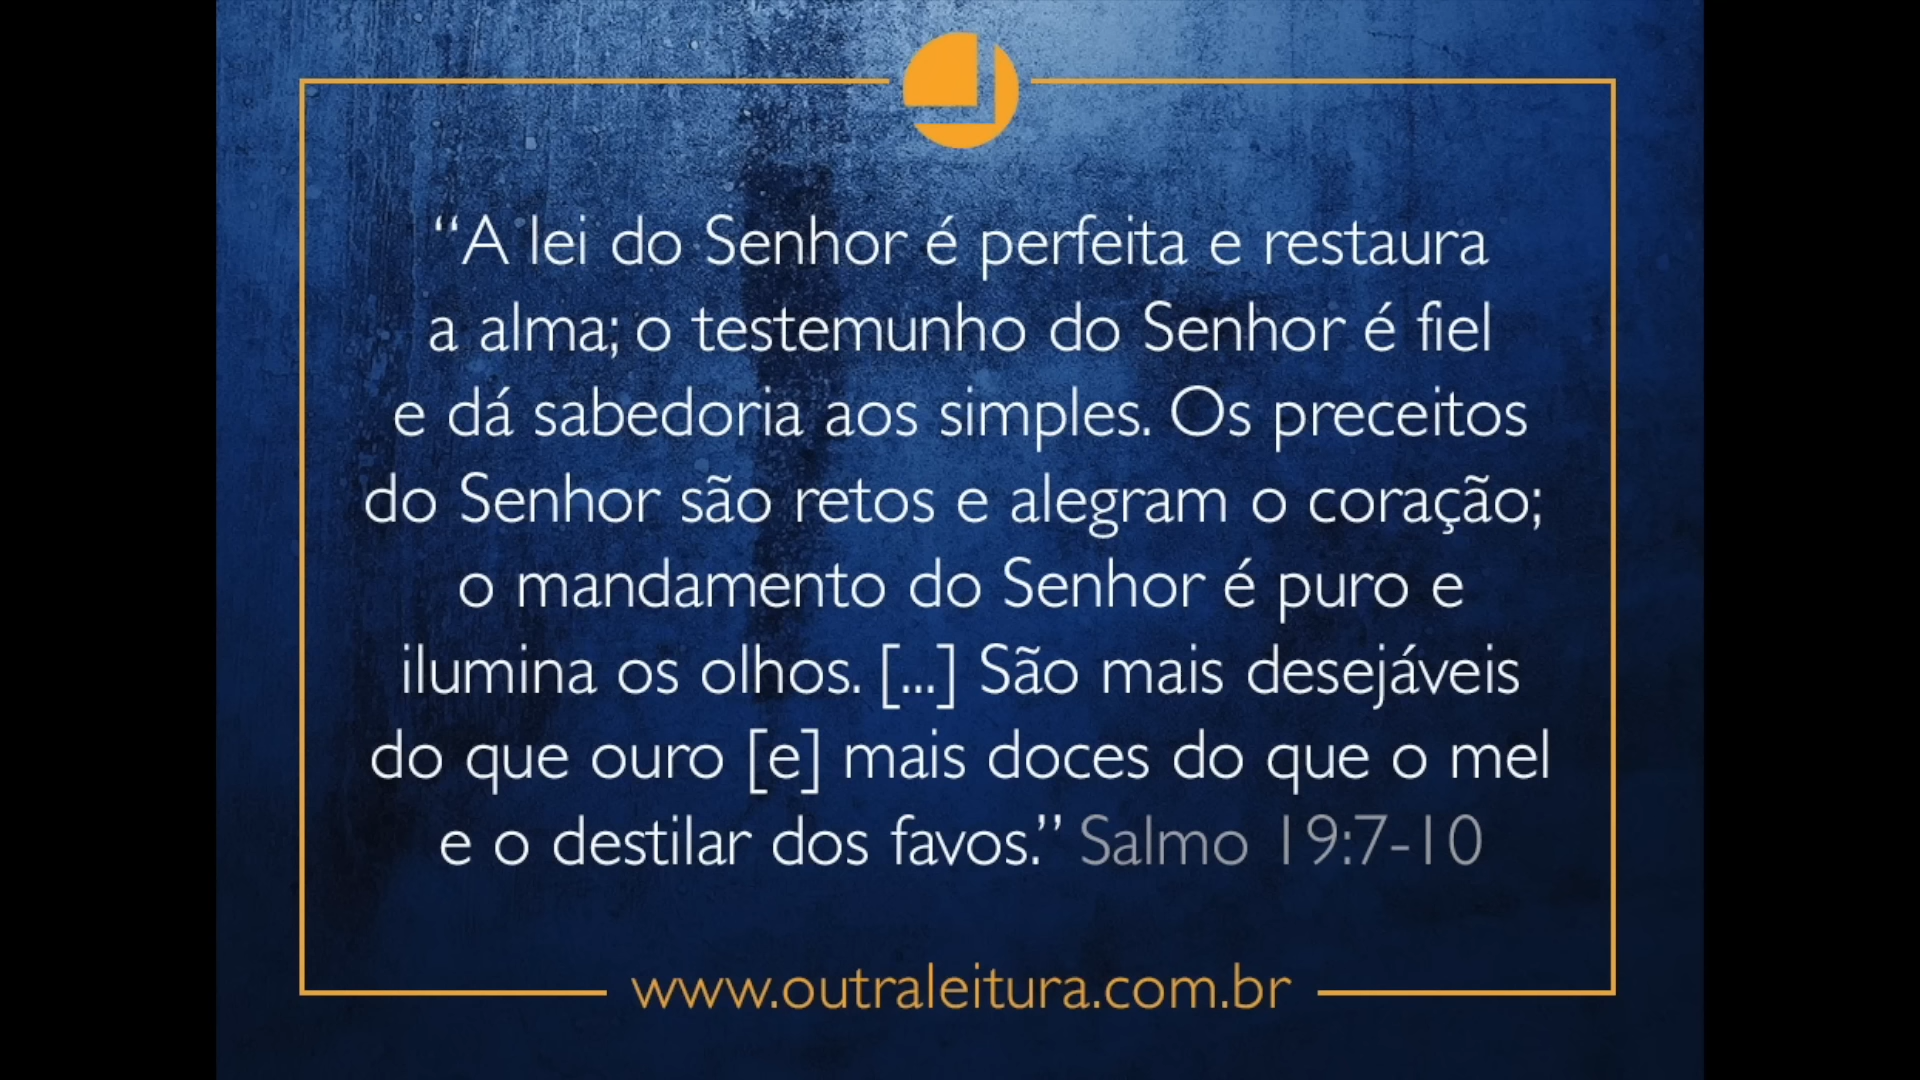 “A lei do Senhor é perfeita e restaura
a alma; o testemunho do Senhor é fiel
e dá sabedoria aos simples. Os preceitos
do Senhor são retos e alegram o coração;
o mandamento do Senhor é puro e
ilumina os olhos. [...] São mais desejáveis
do que ouro [e] mais doces do que o mel
e o destilar dos favos.” Salmo 19:7-10
www.outraleitura.com.br